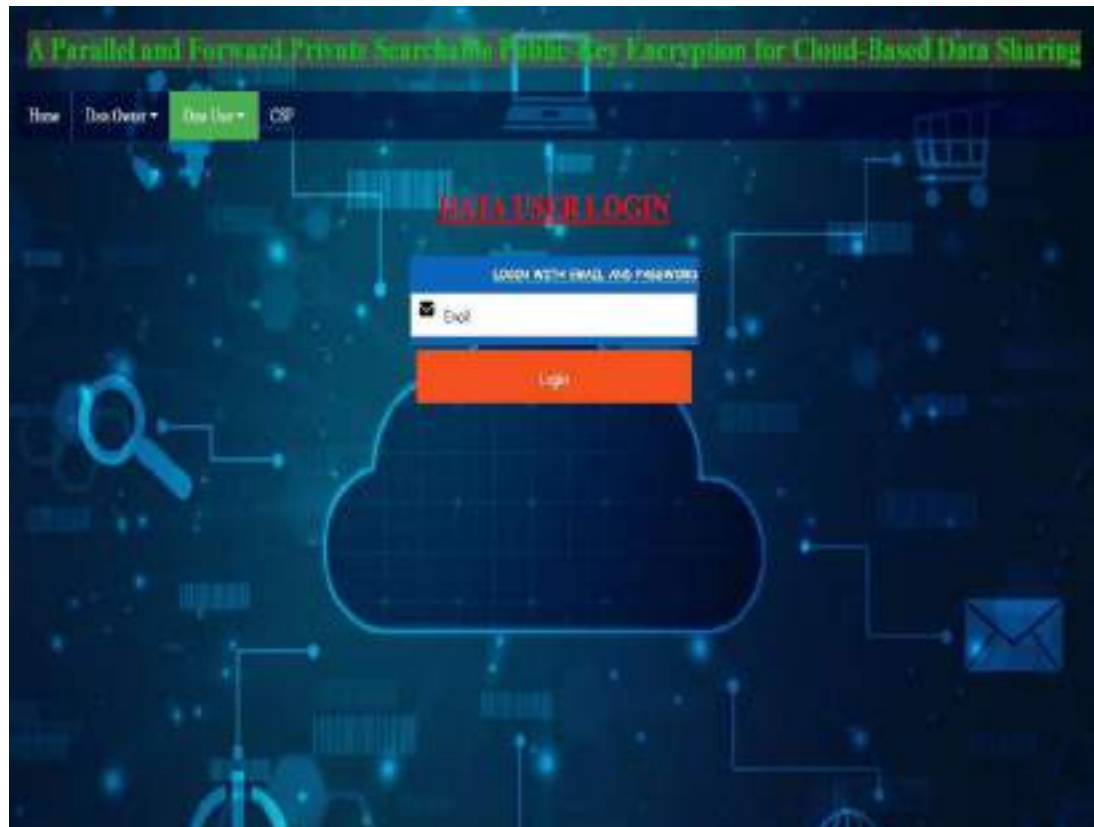 A Parallel and Forward Private Searchable Public-Key Encryption for Cloud-Based Data Sharing
Home Data Owner Data User CSP
DATA USER LOGIN
LOGIN WITH EMAIL AND PASSWORD
Email
Login